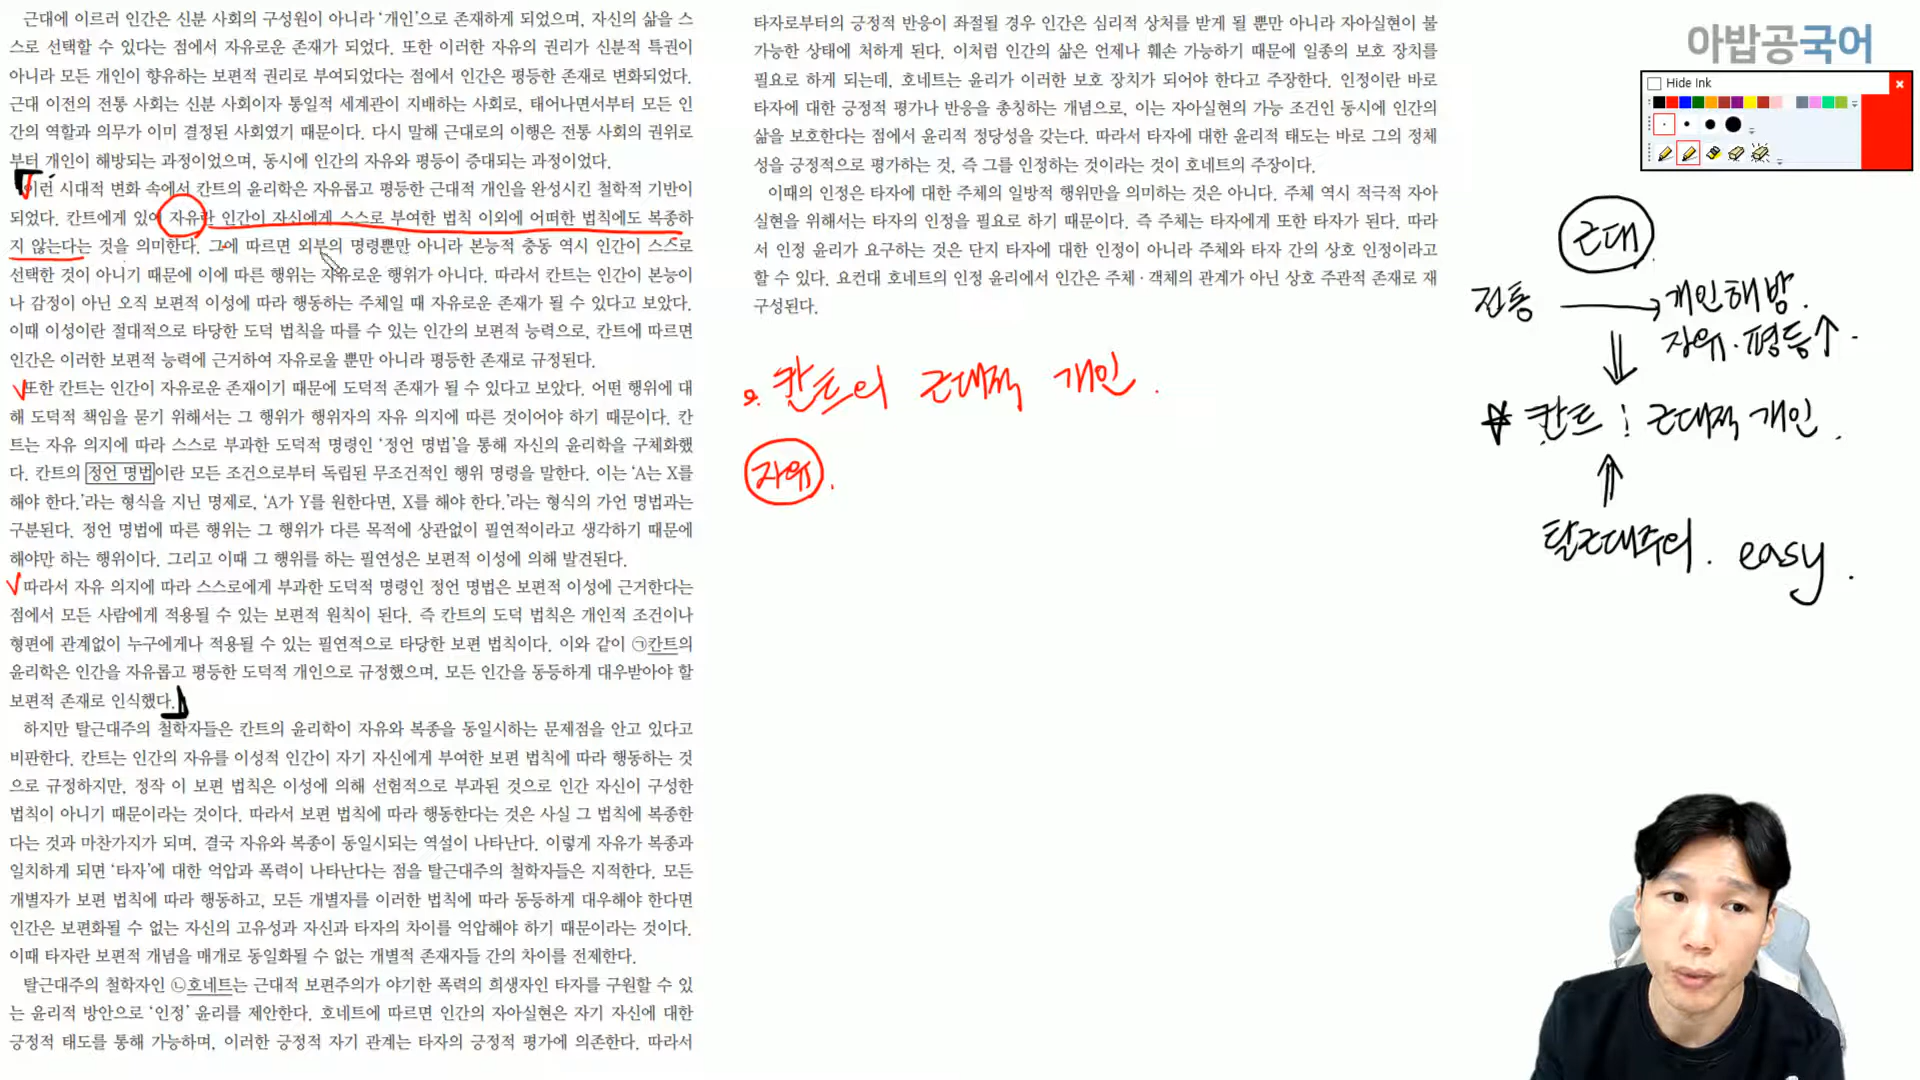 근대에 이르러 인간은 신분 사회의 구성원이 아니라 ‘개인’으로 존재하게 되었으며, 자신의 삶을 스
스로 선택할 수 있다는 점에서 자유로운 존재가 되었다. 또한 이러한 자유의 권리가 신분적 특권이
아니라 모든 개인이 향유하는 보편적 권리로 부여되었다는 점에서 인간은 평등한 존재로 변화되었다.
근대 이전의 전통 사회는 신분 사회이자 통일적 세계관이 지배하는 사회로, 태어나면서부터 모든 인
간의 역할과 의무가 이미 결정된 사회였기 때문이다. 다시 말해 근대로의 이행은 전통 사회의 권위로
부터 개인이 해방되는 과정이었으며, 동시에 인간의 자유와 평등이 증대되는 과정이었다.
이런 시대적 변화 속에서 칸트의 윤리학은 자유롭고 평등한 근대적 개인을 완성시킨 철학적 기반이
되었다. 칸트에게 있어 자유란 인간이 자신에게 스스로 부여한 법칙 이외에 어떠한 법칙에도 복종하
지 않는다는 것을 의미한다. 그에 따르면 외부의 명령뿐만 아니라 본능적 충동 역시 인간이 스스로
선택한 것이 아니기 때문에 이에 따른 행위는 자유로운 행위가 아니다. 따라서 칸트는 인간이 본능이
나 감정이 아닌 오직 보편적 이성에 따라 행동하는 주체일 때 자유로운 존재가 될 수 있다고 보았다.
이때 이성이란 절대적으로 타당한 도덕 법칙을 따를 수 있는 인간의 보편적 능력으로, 칸트에 따르면
인간은 이러한 보편적 능력에 근거하여 자유로울 뿐만 아니라 평등한 존재로 규정된다.
또한 칸트는 인간이 자유로운 존재이기 때문에 도덕적 존재가 될 수 있다고 보았다. 어떤 행위에 대
해 도덕적 책임을 묻기 위해서는 그 행위가 행위자의 자유 의지에 따른 것이어야 하기 때문이다. 칸
트는 자유 의지에 따라 스스로 부과한 도덕적 명령인 ‘정언 명법’을 통해 자신의 윤리학을 구체화했
다. 칸트의 정언 명법이란 모든 조건으로부터 독립된 무조건적인 행위 명령을 말한다. 이는 ‘A는 X를
해야 한다.’라는 형식을 지닌 명제로, ‘A가 Y를 원한다면, X를 해야 한다.’라는 형식의 가언 명법과는
구분된다. 정언 명법에 따른 행위는 그 행위가 다른 목적에 상관없이 필연적이라고 생각하기 때문에
해야만 하는 행위이다. 그리고 이때 그 행위를 하는 필연성은 보편적 이성에 의해 발견된다.
따라서 자유 의지에 따라 스스로에게 부과한 도덕적 명령인 정언 명법은 보편적 이성에 근거한다는
점에서 모든 사람에게 적용될 수 있는 보편적 원칙이 된다. 즉 칸트의 도덕 법칙은 개인적 조건이나
형편에 관계없이 누구에게나 적용될 수 있는 필연적으로 타당한 보편 법칙이다. 이와 같이 ㉠칸트의
윤리학은 인간을 자유롭고 평등한 도덕적 개인으로 규정했으며, 모든 인간을 동등하게 대우받아야 할
보편적 존재로 인식했다.
하지만 탈근대주의 철학자들은 칸트의 윤리학이 자유와 복종을 동일시하는 문제점을 안고 있다고
비판한다. 칸트는 인간의 자유를 이성적 인간이 자기 자신에게 부여한 보편 법칙에 따라 행동하는 것
으로 규정하지만, 정작 이 보편 법칙은 이성에 의해 선험적으로 부과된 것으로 인간 자신이 구성한
법칙이 아니기 때문이라는 것이다. 따라서 보편 법칙에 따라 행동한다는 것은 사실 그 법칙에 복종한
다는 것과 마찬가지가 되며, 결국 자유와 복종이 동일시되는 역설이 나타난다. 이렇게 자유가 복종과
일치하게 되면 ‘타자’에 대한 억압과 폭력이 나타난다는 점을 탈근대주의 철학자들은 지적한다. 모든
개별자가 보편 법칙에 따라 행동하고, 모든 개별자를 이러한 법칙에 따라 동등하게 대우해야 한다면
인간은 보편화될 수 없는 자신의 고유성과 자신과 타자의 차이를 억압해야 하기 때문이라는 것이다.
이때 타자란 보편적 개념을 매개로 동일화될 수 없는 개별적 존재자들 간의 차이를 전제한다.
탈근대주의 철학자인 ㉡호네트는 근대적 보편주의가 야기한 폭력의 희생자인 타자를 구원할 수 있
는 윤리적 방안으로 ‘인정’ 윤리를 제안한다. 호네트에 따르면 인간의 자아실현은 자기 자신에 대한
긍정적 태도를 통해 가능하며, 이러한 긍정적 자기 관계는 타자의 긍정적 평가에 의존한다. 따라서
타자로부터의 긍정적 반응이 좌절될 경우 인간은 심리적 상처를 받게 될 뿐만 아니라 자아실현이 불
가능한 상태에 처하게 된다. 이처럼 인간의 삶은 언제나 훼손 가능하기 때문에 일종의 보호 장치를
필요로 하게 되는데, 호네트는 윤리가 이러한 보호 장치가 되어야 한다고 주장한다. 인정이란 바로
타자에 대한 긍정적 평가나 반응을 총칭하는 개념으로, 이는 자아실현의 가능 조건인 동시에 인간의
삶을 보호한다는 점에서 윤리적 정당성을 갖는다. 따라서 타자에 대한 윤리적 태도는 바로 그의 정체
성을 긍정적으로 평가하는 것, 즉 그를 인정하는 것이라는 것이 호네트의 주장이다.
이때의 인정은 타자에 대한 주체의 일방적 행위만을 의미하는 것은 아니다. 주체 역시 적극적 자아
실현을 위해서는 타자의 인정을 필요로 하기 때문이다. 즉 주체는 타자에게 또한 타자가 된다. 따라
서 인정 윤리가 요구하는 것은 단지 타자에 대한 인정이 아니라 주체와 타자 간의 상호 인정이라고
할 수 있다. 요컨대 호네트의 인정 윤리에서 인간은 주체·객체의 관계가 아닌 상호 주관적 존재로 재
구성된다.
칸트의 근대적 개인.
자유.
아밥공국어
Hide Ink
근대
전통 → 개인해방.
자유·평등↑.
칸트 : 근대적 개인.
탈근대주의. easy.